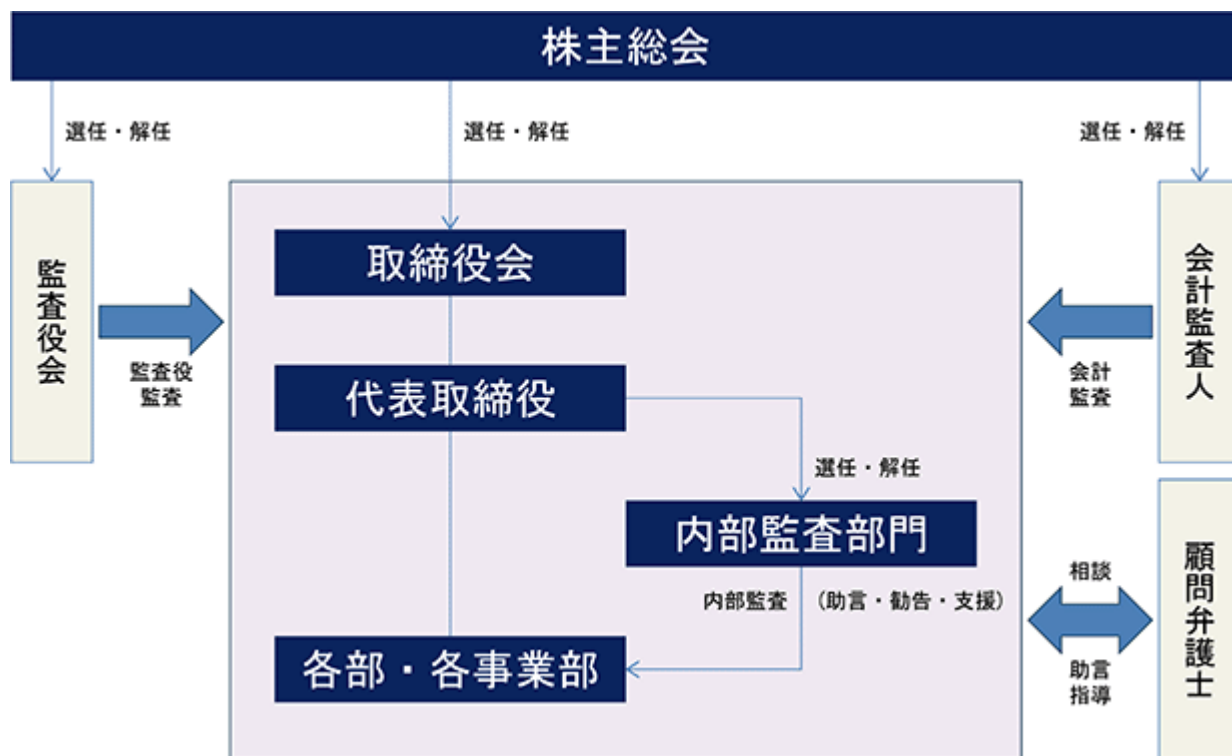 株主総会
選任・解任
選任・解任
選任・解任
監査役会
取締役会
会計監査人
監査役
監査
代表取締役
会計
監査
選任・解任
内部監査部門
顧問弁護士
相談
内部監査 (助言・勧告・支援)
各部・各事業部
助言
指導